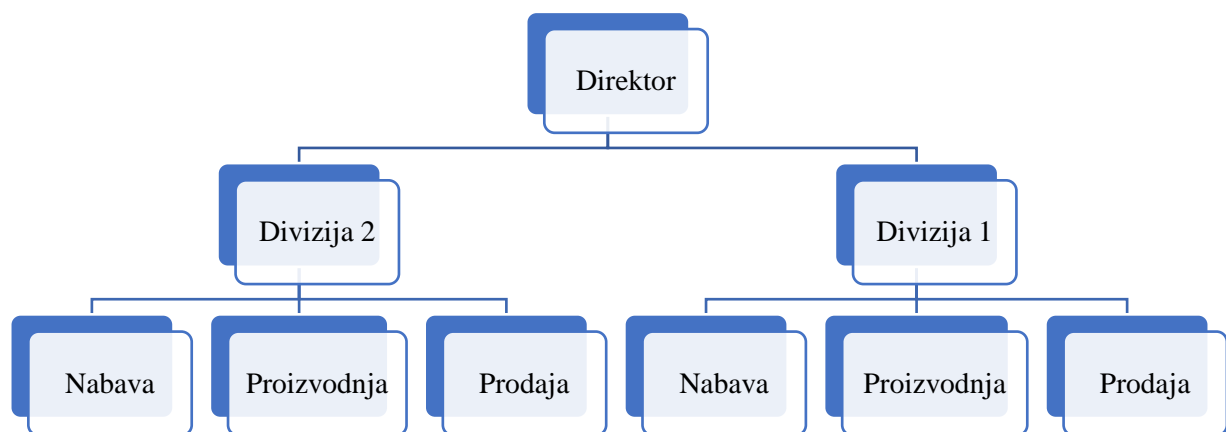 Direktor
Divizija 2
Divizija 1
Nabava
Proizvodnja
Prodaja
Nabava
Proizvodnja
Prodaja